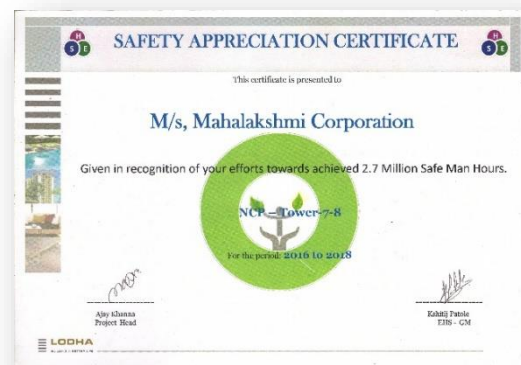 H
S E
SAFETY APPRECIATION CERTIFICATE
H
S E
This certificate is presented to
M/s, Mahalakshmi Corporation
Given in recognition of your efforts towards achieved 2.7 Million Safe Man Hours.
NCP – Tower-7-8
For the period: 2016 to 2018
Ajay Khanna
Project Head
Kshitij Patole
EHS - GM
LODHA